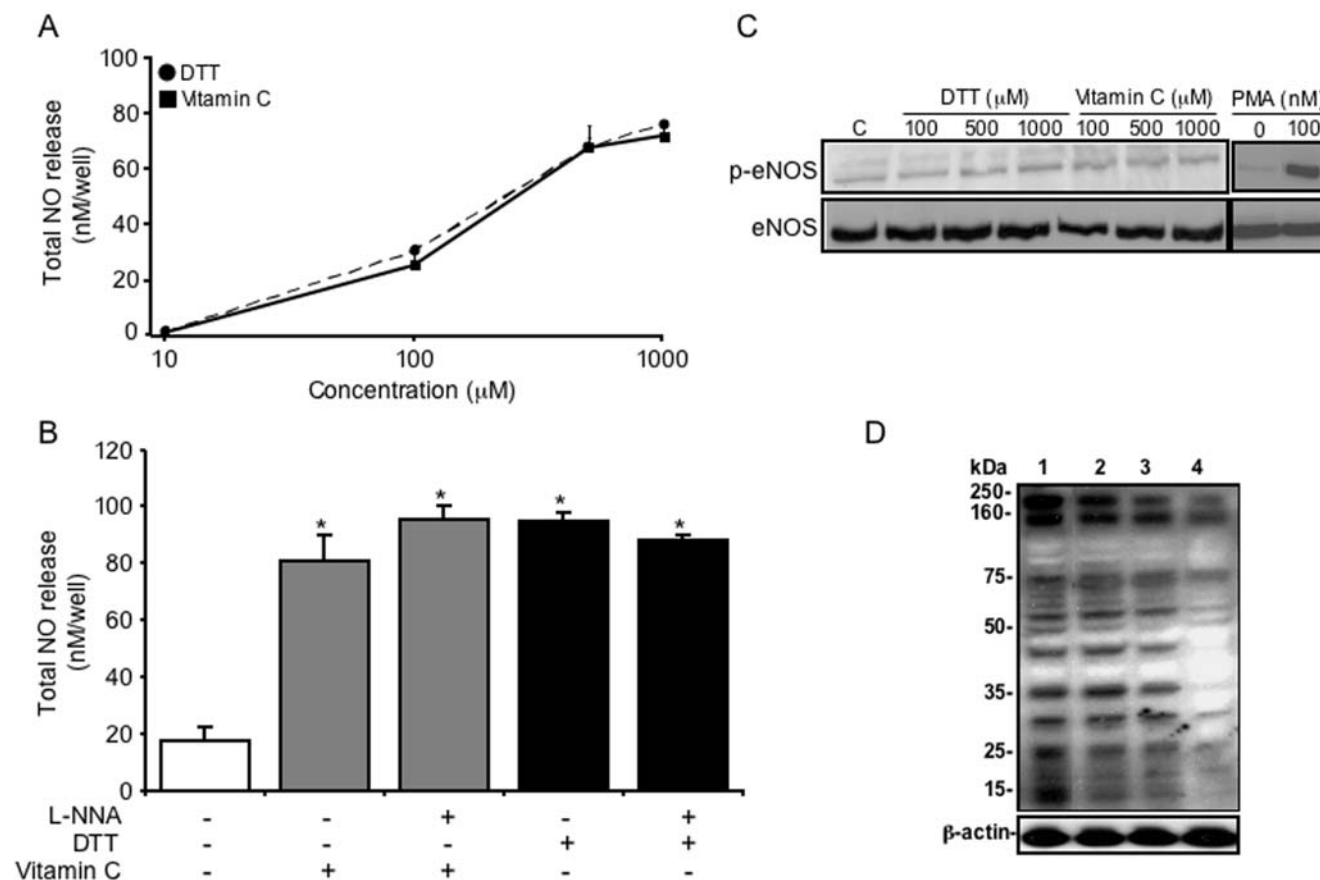 A
100
80
60
40
20
0
Total NO release
(nM/well)
DTT
Vitamin C
10 100 1000
Concentration (μM)
C
DTT (μM) Vitamin C (μM) PMA (nM)
C 100 500 1000 100 500 1000 0 100
p-eNOS
eNOS
B
120
100
80
60
40
20
0
Total NO release
(nM/well)
* * * *
L-NNA - - + - +
DTT - - - + +
Vitamin C - + + - -
D
kDa 1 2 3 4
250-
160-
75-
50-
35-
25-
15-
β-actin-